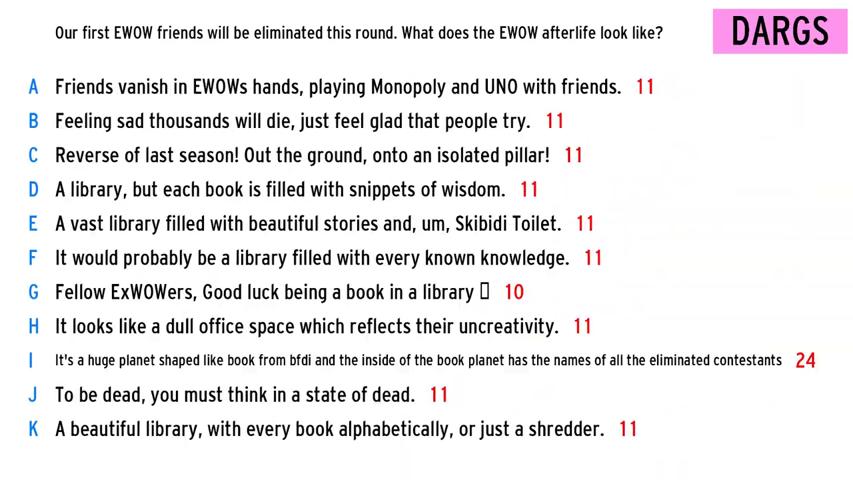 Our first EWOW friends will be eliminated this round. What does the EWOW afterlife look like?
DARGS
A Friends vanish in EWOWs hands, playing Monopoly and UNO with friends. 11
B Feeling sad thousands will die, just feel glad that people try. 11
C Reverse of last season! Out the ground, onto an isolated pillar! 11
D A library, but each book is filled with snippets of wisdom. 11
E A vast library filled with beautiful stories and, um, Skibidi Toilet. 11
F It would probably be a library filled with every known knowledge. 11
G Fellow ExWOWers, Good luck being a book in a library ▯ 10
H It looks like a dull office space which reflects their uncreativity. 11
I It's a huge planet shaped like book from bfdi and the inside of the book planet has the names of all the eliminated contestants 24
J To be dead, you must think in a state of dead. 11
K A beautiful library, with every book alphabetically, or just a shredder. 11